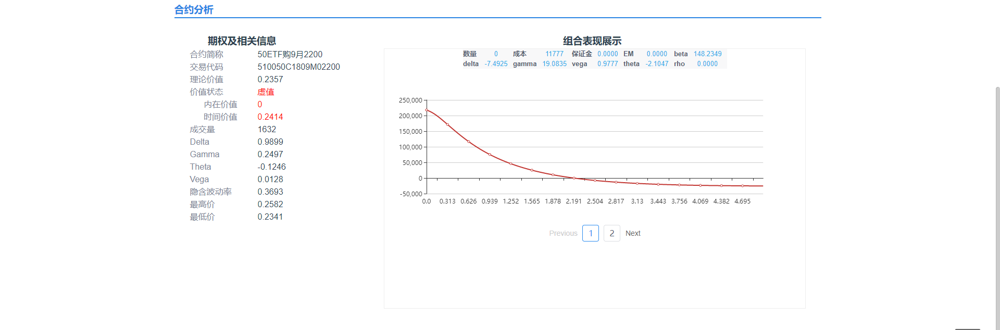 合约分析
期权及相关信息
合约简称 50ETF购9月2200
交易代码 510050C1809M02200
理论价值 0.2357
价值状态 虚值
内在价值 0
时间价值 0.2414
成交量 1632
Delta 0.9899
Gamma 0.2497
Theta -0.1246
Vega 0.0128
隐含波动率 0.3693
最高价 0.2582
最低价 0.2341
组合表现展示
数量 0 成本 11777 保证金 0.0000 EM 0.0000 beta 148.2349
delta -7.4925 gamma 19.0835 vega 0.9777 theta -2.1047 rho 0.0000
250,000
200,000
150,000
100,000
50,000
0
-50,000
0.0 0.313 0.626 0.939 1.252 1.565 1.878 2.191 2.504 2.817 3.13 3.443 3.756 4.069 4.382 4.695
Previous 1 2 Next